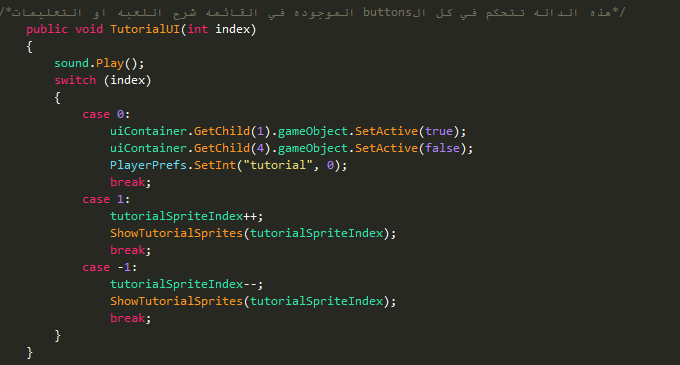 /*هذه الدالة تتحكم في كل الbuttons الموجوده في القائمة شرح اللعبة او التعليمات*/
public void TutorialUI(int index)
{
sound.Play();
switch (index)
{
case 0:
uiContainer.GetChild(1).gameObject.SetActive(true);
uiContainer.GetChild(4).gameObject.SetActive(false);
PlayerPrefs.SetInt("tutorial", 0);
break;
case 1:
tutorialSpriteIndex++;
ShowTutorialSprites(tutorialSpriteIndex);
break;
case -1:
tutorialSpriteIndex--;
ShowTutorialSprites(tutorialSpriteIndex);
break;
}
}